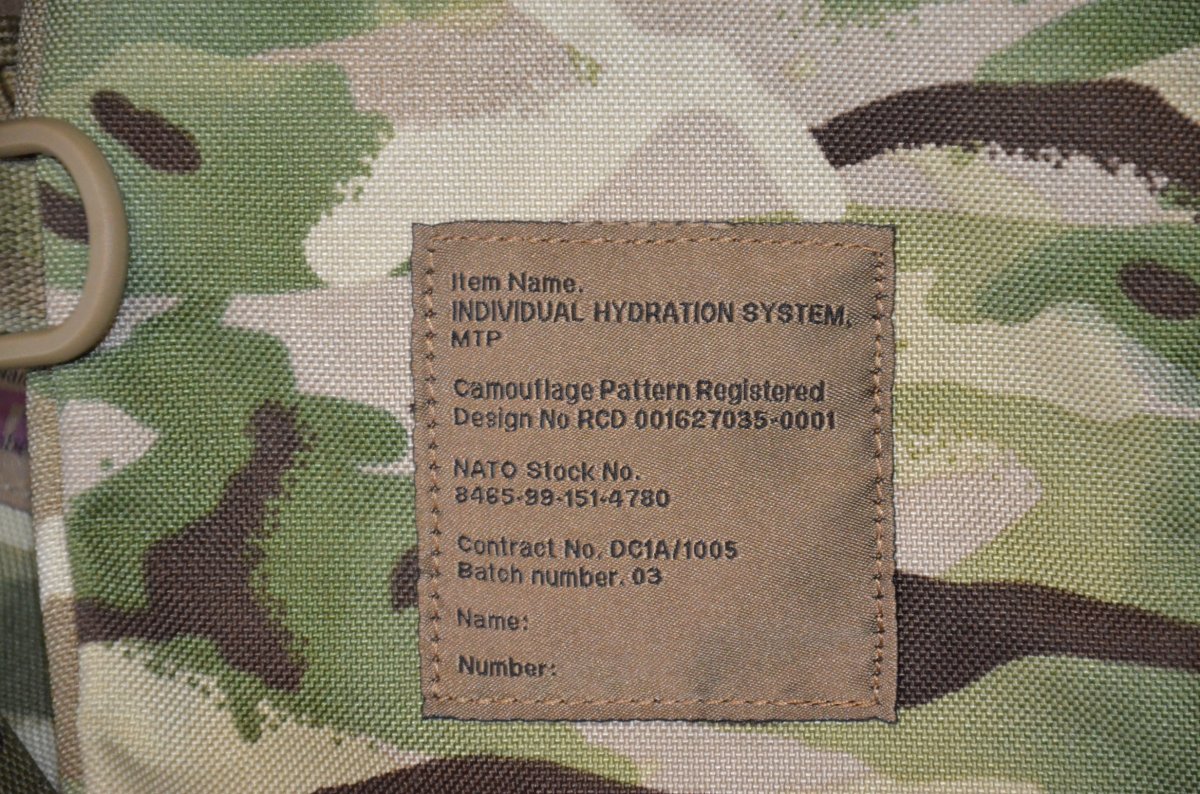 Item Name.
INDIVIDUAL HYDRATION SYSTEM,
MTP
Camouflage Pattern Registered
Design No RCD 001627035-0001
NATO Stock No.
8465-99-151-4780
Contract No. DC1A/1005
Batch number. 03
Name:
Number: